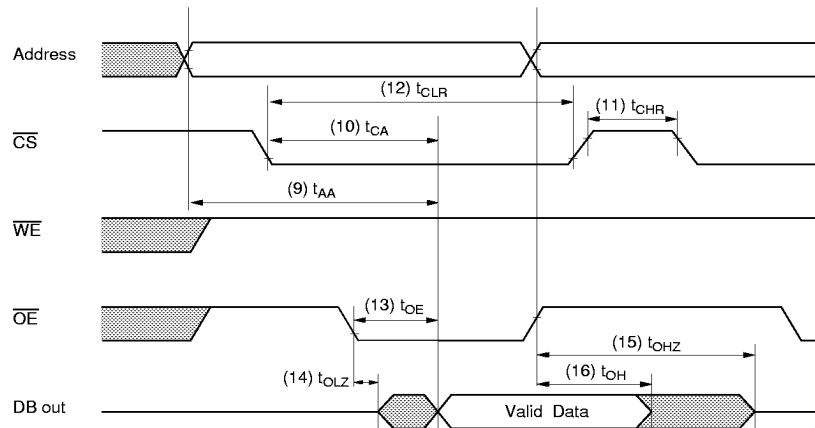 Address
(12) tCLR
(11) tCHR
CS
(10) tCA
(9) tAA
WE
OE
(13) tOE
(15) tOHZ
(14) tOLZ
(16) tOH
DB out
Valid Data